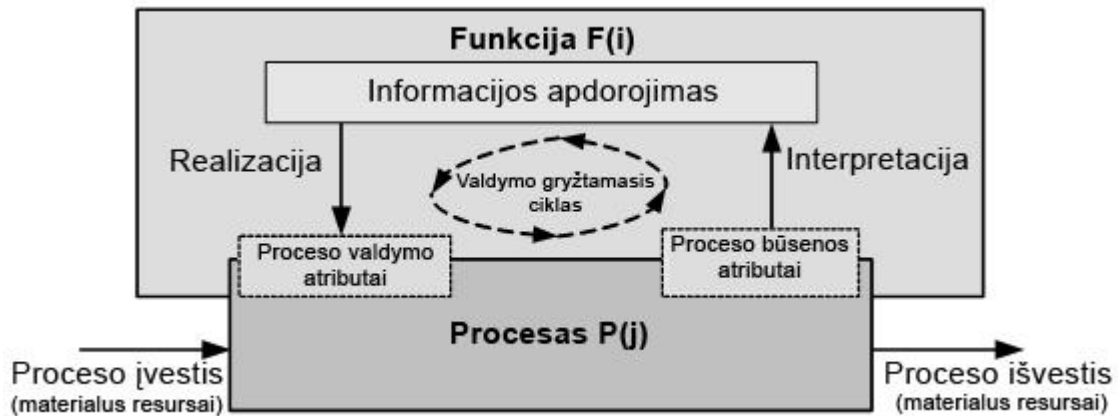 Funkcija F(i)
Informacijos apdorojimas
Realizacija
Interpretacija
Valdymo gryžtamasis
ciklas
Proceso valdymo
atributai
Proceso būsenos
atributai
Procesas P(j)
Proceso įvestis
(materialus resursai)
Proceso išvestis
(materialus resursai)